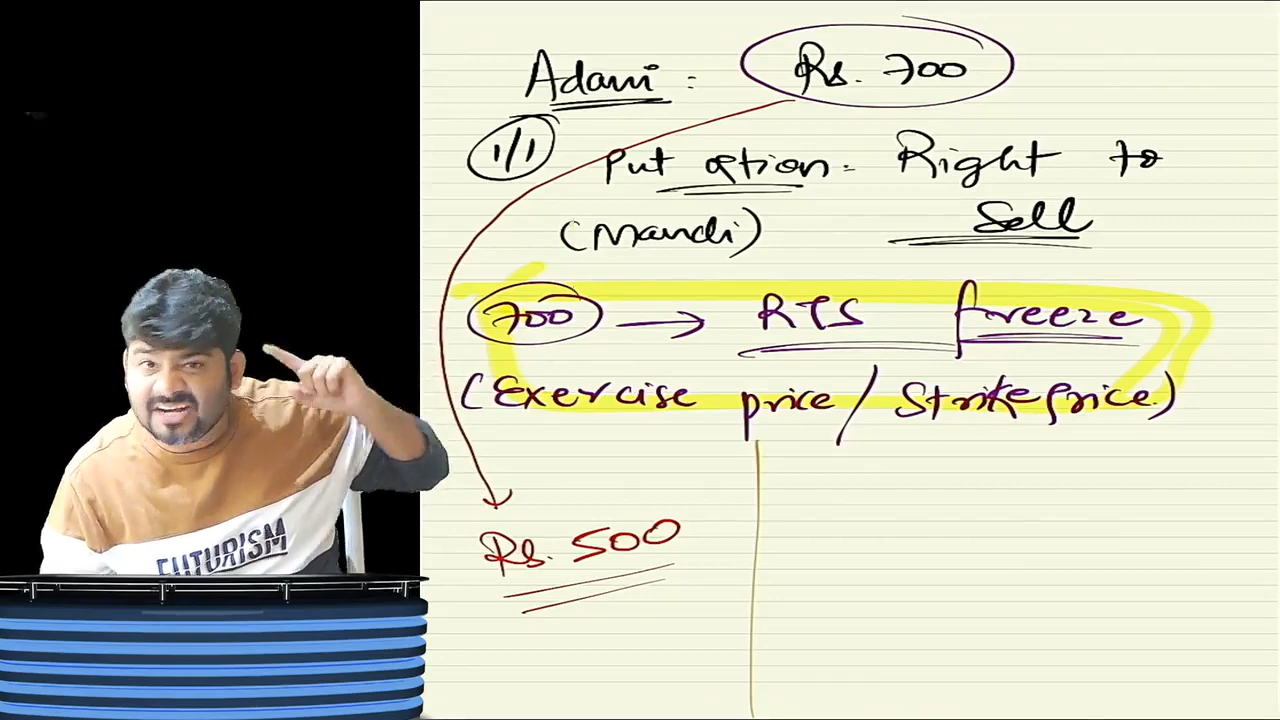 Adani : Rs. 700
1/1 Put option = Right to
(Mandi) Sell
700 → RTS freeze
(Exercise price / Strike price)
Rs. 500
FUTURISM